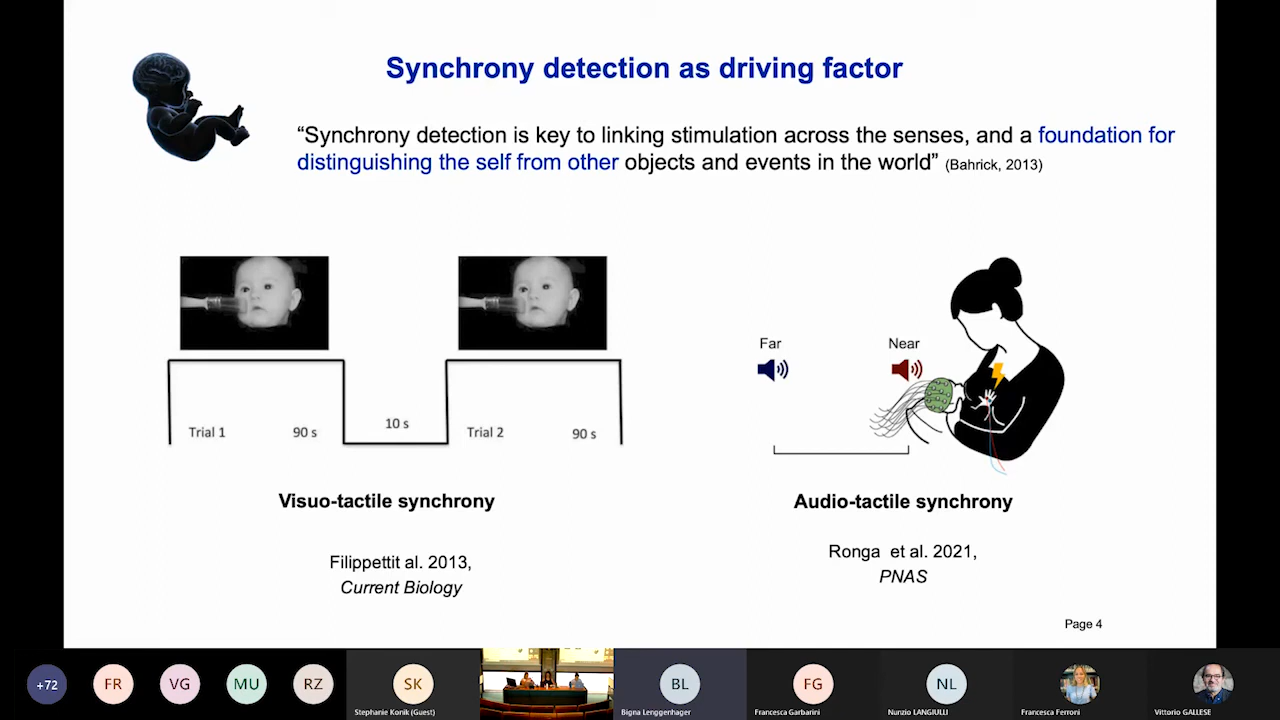 Synchrony detection as driving factor
“Synchrony detection is key to linking stimulation across the senses, and a foundation for
distinguishing the self from other objects and events in the world” (Bahrick, 2013)
Far
Near
Trial 1
90 s
10 s
Trial 2
90 s
Visuo-tactile synchrony
Audio-tactile synchrony
Filippettit al. 2013,
Current Biology
Ronga et al. 2021,
PNAS
Page 4
+72
FR
VG
MU
RZ
SK
BL
FG
NL
Stephanie Konik (Guest)
Bigna Lenggenhager
Francesca Garbarini
Nunzio LANGIULLI
Francesca Ferroni
Vittorio GALLESE